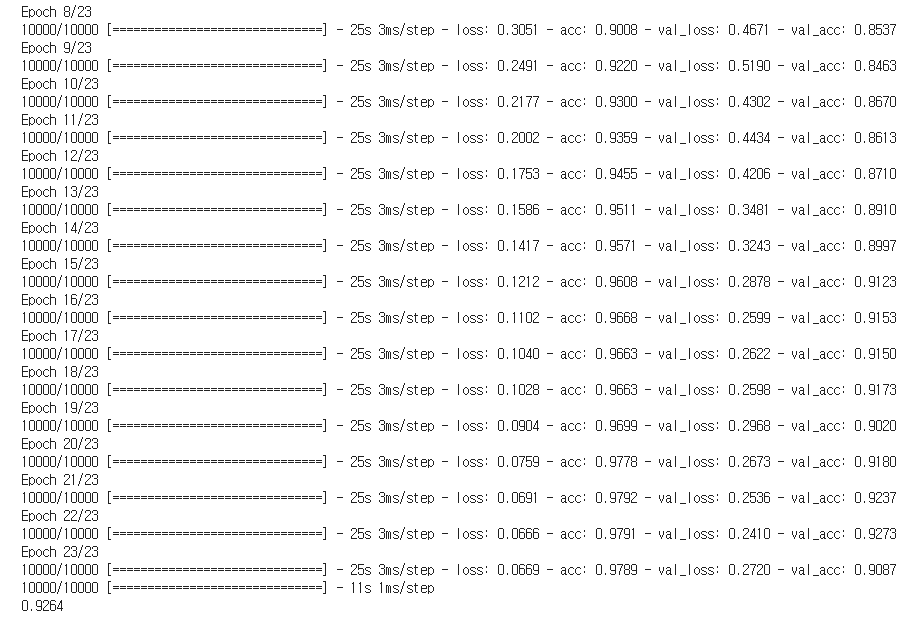 Epoch 8/23
10000/10000 [==============================] - 25s 3ms/step - loss: 0.3051 - acc: 0.9008 - val_loss: 0.4671 - val_acc: 0.8537
Epoch 9/23
10000/10000 [==============================] - 25s 3ms/step - loss: 0.2491 - acc: 0.9220 - val_loss: 0.5190 - val_acc: 0.8463
Epoch 10/23
10000/10000 [==============================] - 25s 3ms/step - loss: 0.2177 - acc: 0.9300 - val_loss: 0.4302 - val_acc: 0.8670
Epoch 11/23
10000/10000 [==============================] - 25s 3ms/step - loss: 0.2002 - acc: 0.9359 - val_loss: 0.4434 - val_acc: 0.8613
Epoch 12/23
10000/10000 [==============================] - 25s 3ms/step - loss: 0.1753 - acc: 0.9455 - val_loss: 0.4206 - val_acc: 0.8710
Epoch 13/23
10000/10000 [==============================] - 25s 3ms/step - loss: 0.1586 - acc: 0.9511 - val_loss: 0.3481 - val_acc: 0.8910
Epoch 14/23
10000/10000 [==============================] - 25s 3ms/step - loss: 0.1417 - acc: 0.9571 - val_loss: 0.3243 - val_acc: 0.8997
Epoch 15/23
10000/10000 [==============================] - 25s 3ms/step - loss: 0.1212 - acc: 0.9608 - val_loss: 0.2878 - val_acc: 0.9123
Epoch 16/23
10000/10000 [==============================] - 25s 3ms/step - loss: 0.1102 - acc: 0.9668 - val_loss: 0.2599 - val_acc: 0.9153
Epoch 17/23
10000/10000 [==============================] - 25s 3ms/step - loss: 0.1040 - acc: 0.9663 - val_loss: 0.2622 - val_acc: 0.9150
Epoch 18/23
10000/10000 [==============================] - 25s 3ms/step - loss: 0.1028 - acc: 0.9663 - val_loss: 0.2598 - val_acc: 0.9173
Epoch 19/23
10000/10000 [==============================] - 25s 3ms/step - loss: 0.0904 - acc: 0.9699 - val_loss: 0.2968 - val_acc: 0.9020
Epoch 20/23
10000/10000 [==============================] - 25s 3ms/step - loss: 0.0759 - acc: 0.9778 - val_loss: 0.2673 - val_acc: 0.9180
Epoch 21/23
10000/10000 [==============================] - 25s 3ms/step - loss: 0.0691 - acc: 0.9792 - val_loss: 0.2536 - val_acc: 0.9237
Epoch 22/23
10000/10000 [==============================] - 25s 3ms/step - loss: 0.0666 - acc: 0.9791 - val_loss: 0.2410 - val_acc: 0.9273
Epoch 23/23
10000/10000 [==============================] - 25s 3ms/step - loss: 0.0669 - acc: 0.9789 - val_loss: 0.2720 - val_acc: 0.9087
10000/10000 [==============================] - 11s 1ms/step
0.9264